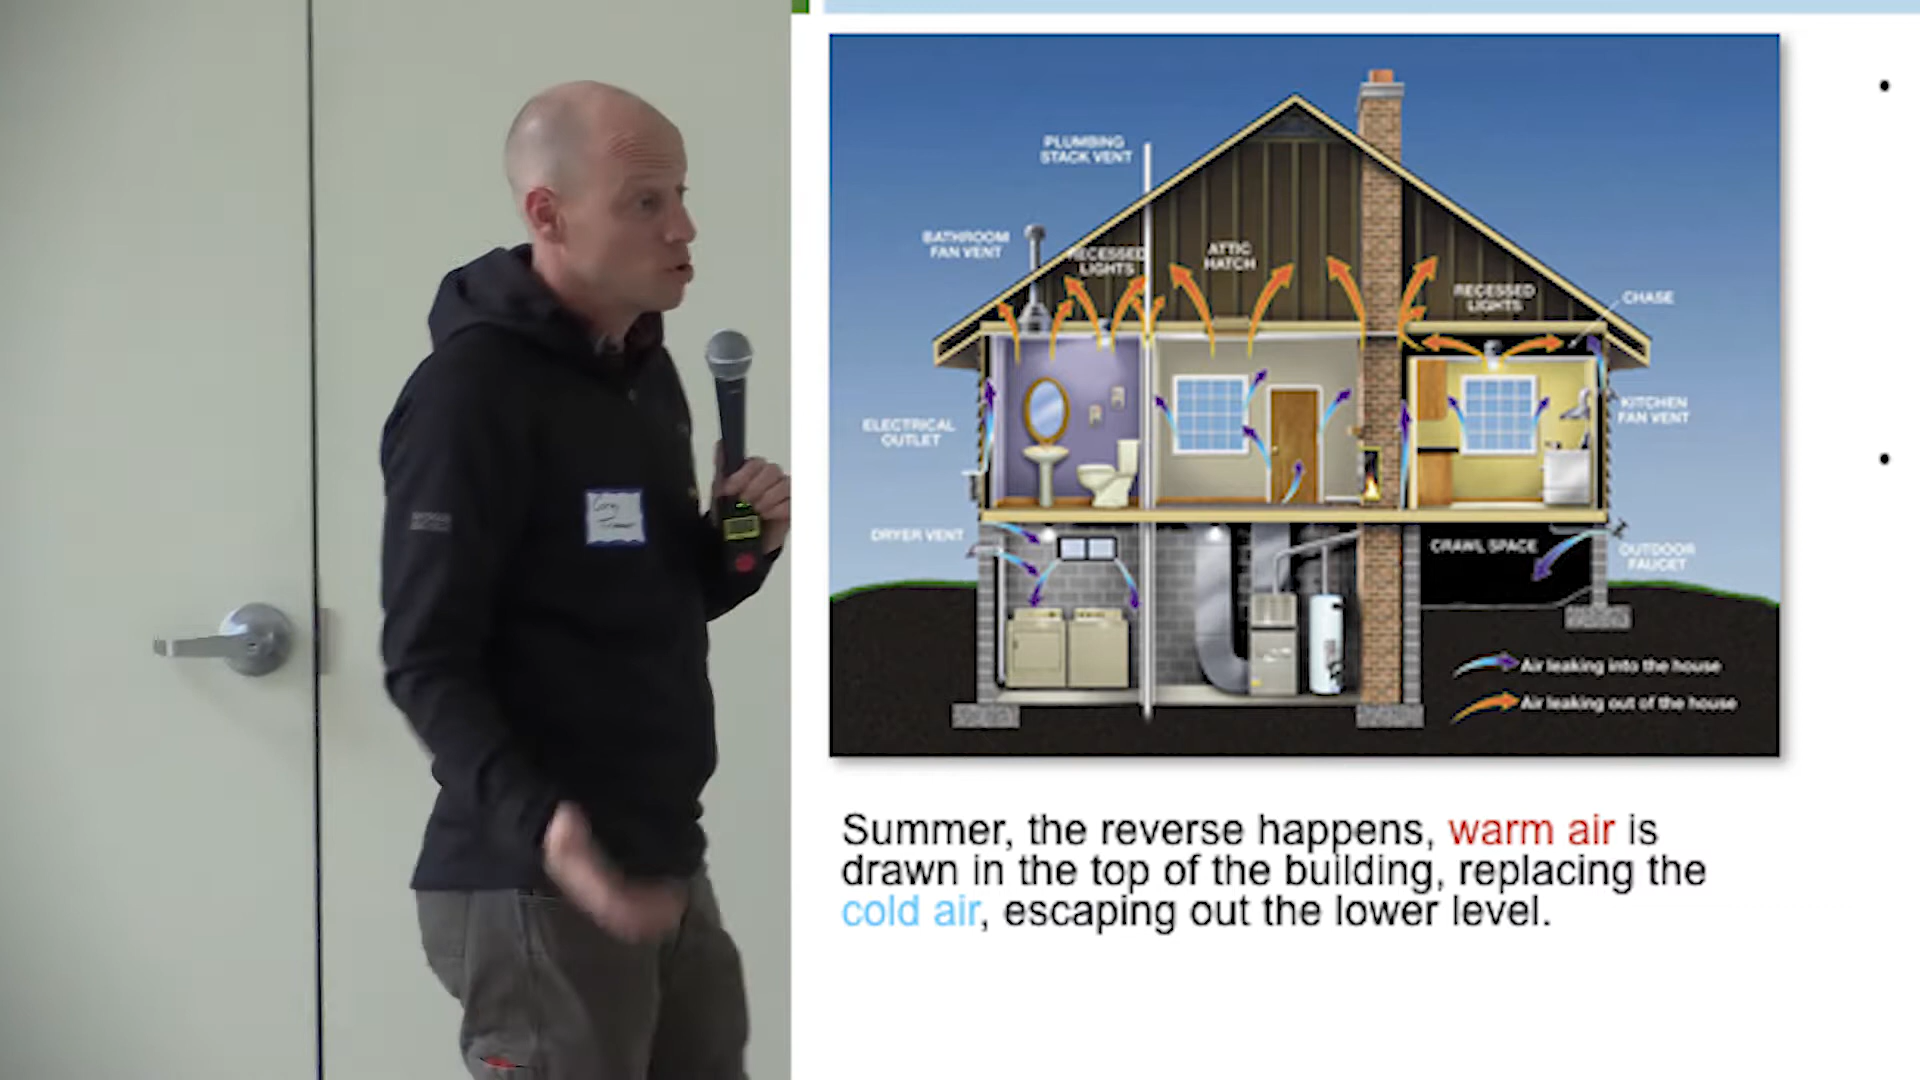 PLUMBING
STACK VENT
BATHROOM
FAN VENT
RECESSED
LIGHTS
ATTIC
HATCH
RECESSED
LIGHTS
CHASE
ELECTRICAL
OUTLET
KITCHEN
FAN VENT
DRYER VENT
CRAWL SPACE
OUTDOOR
FAUCET
Air leaking into the house
Air leaking out of the house
Summer, the reverse happens, warm air is
drawn in the top of the building, replacing the
cold air, escaping out the lower level.